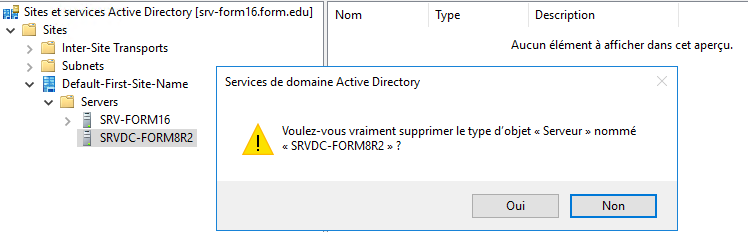 Sites et services Active Directory [srv-form16.form.edu]
Nom Type Description
Sites
Aucun élément à afficher dans cet aperçu.
Inter-Site Transports
Subnets
Default-First-Site-Name
Servers
SRV-FORM16
SRVDC-FORM8R2
Services de domaine Active Directory
Voulez-vous vraiment supprimer le type d'objet « Serveur » nommé
« SRVDC-FORM8R2 » ?
Oui Non